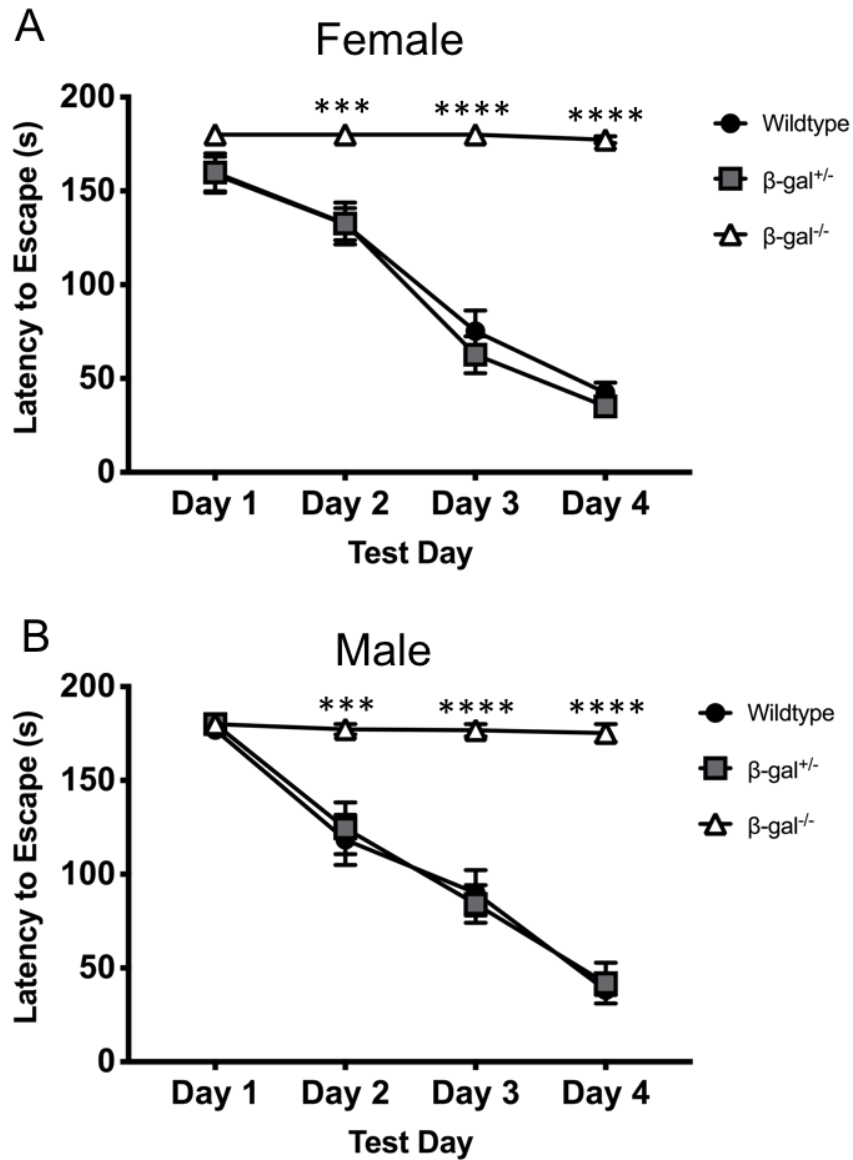 A
Female
Latency to Escape (s)
200
150
100
50
0
***
****
****
Wildtype
β-gal+/-
β-gal-/-
Day 1
Day 2
Day 3
Day 4
Test Day
B
Male
Latency to Escape (s)
200
150
100
50
0
***
****
****
Wildtype
β-gal+/-
β-gal-/-
Day 1
Day 2
Day 3
Day 4
Test Day